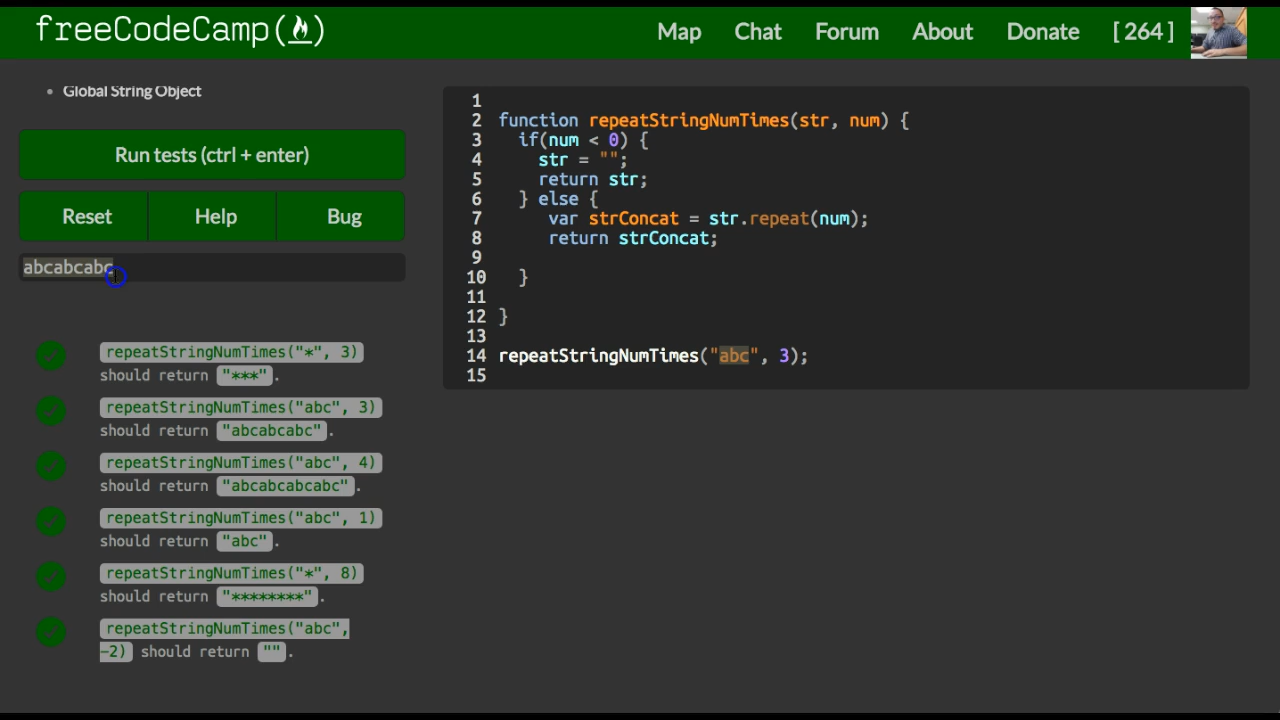 freeCodeCamp(🔥)
Map Chat Forum About Donate [ 264 ]
• Global String Object
Run tests (ctrl + enter)
Reset Help Bug
abcabcabc
repeatStringNumTimes("*", 3)
should return "***".
repeatStringNumTimes("abc", 3)
should return "abcabcabc".
repeatStringNumTimes("abc", 4)
should return "abcabcabcabc".
repeatStringNumTimes("abc", 1)
should return "abc".
repeatStringNumTimes("*", 8)
should return "********".
repeatStringNumTimes("abc",
-2) should return "".
1
2 function repeatStringNumTimes(str, num) {
3 if(num < 0) {
4 str = "";
5 return str;
6 } else {
7 var strConcat = str.repeat(num);
8 return strConcat;
9
10 }
11
12 }
13
14 repeatStringNumTimes("abc", 3);
15